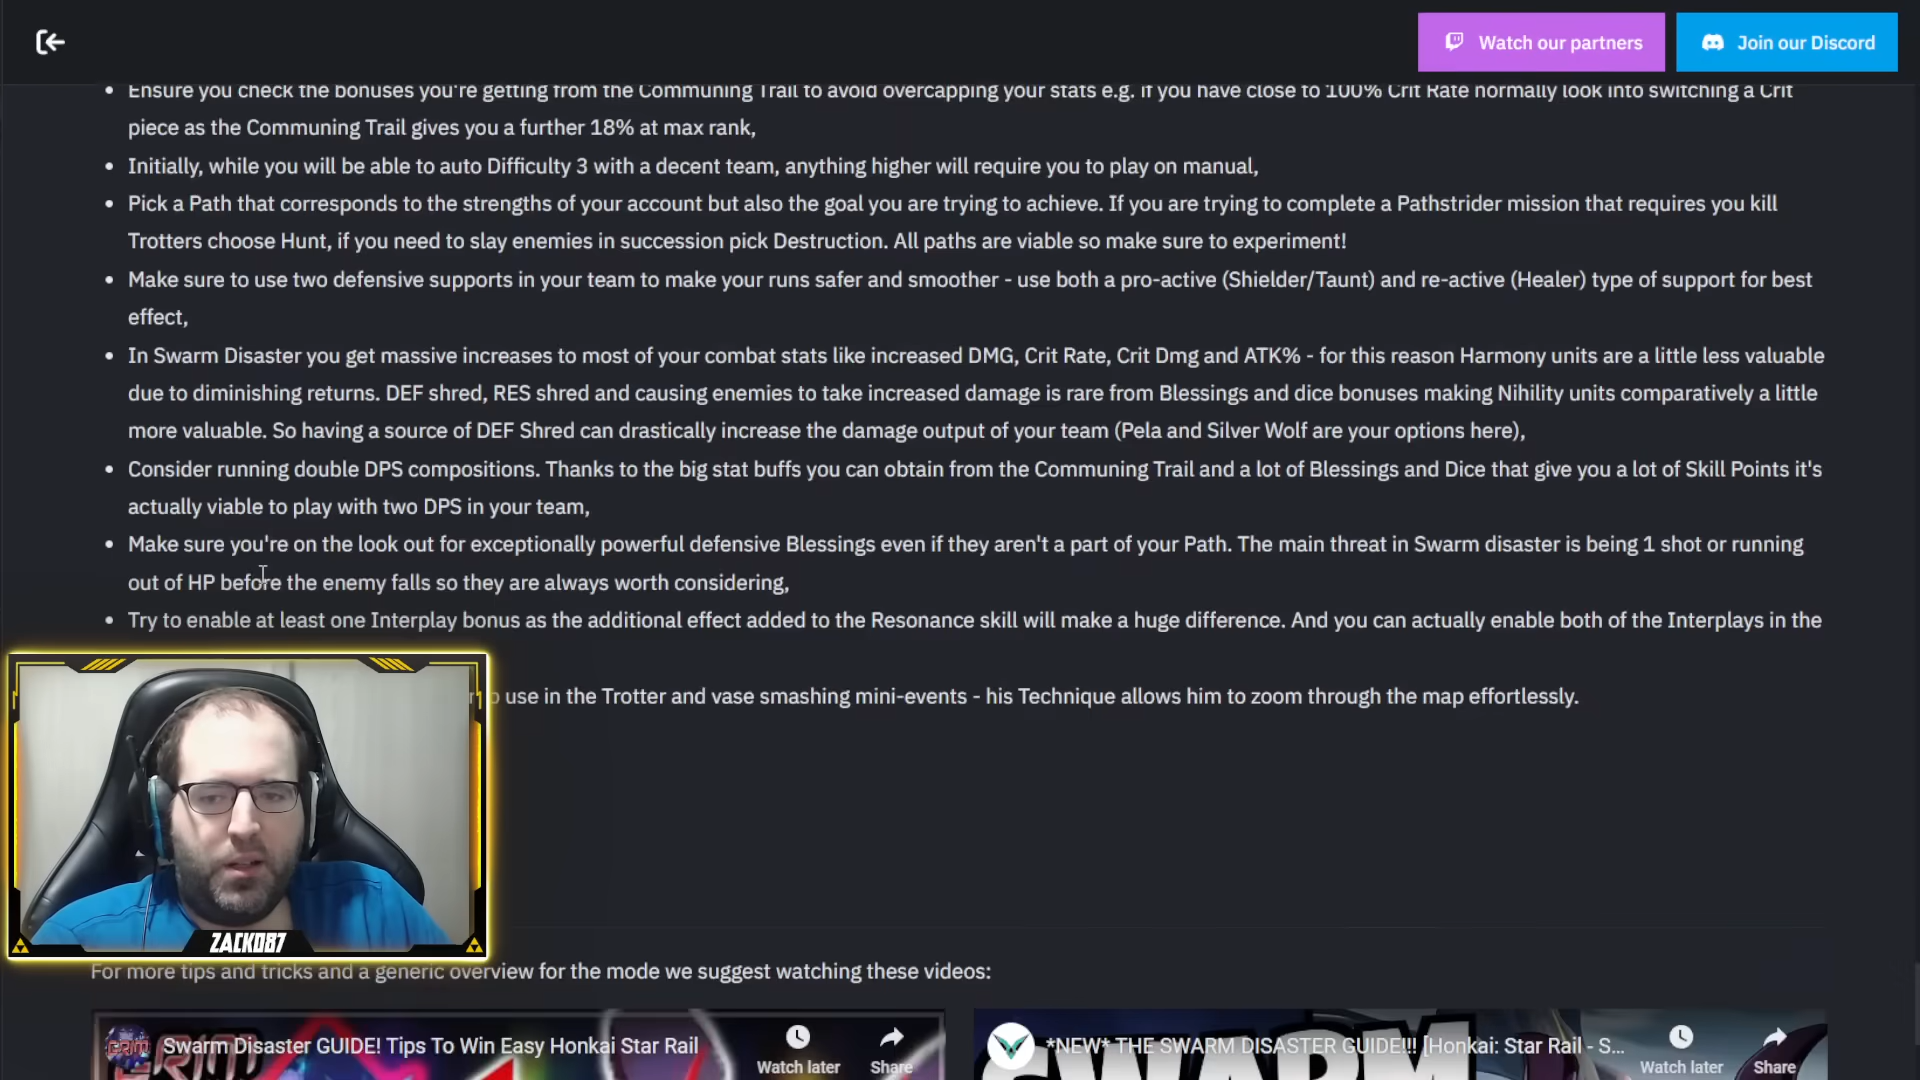 Watch our partners
Join our Discord
Ensure you check the bonuses you're getting from the Communing Trail to avoid overcapping your stats e.g. if you have close to 100% Crit Rate normally look into switching a Crit
piece as the Communing Trail gives you a further 18% at max rank,
Initially, while you will be able to auto Difficulty 3 with a decent team, anything higher will require you to play on manual,
Pick a Path that corresponds to the strengths of your account but also the goal you are trying to achieve. If you are trying to complete a Pathstrider mission that requires you kill
Trotters choose Hunt, if you need to slay enemies in succession pick Destruction. All paths are viable so make sure to experiment!
Make sure to use two defensive supports in your team to make your runs safer and smoother - use both a pro-active (Shielder/Taunt) and re-active (Healer) type of support for best
effect,
In Swarm Disaster you get massive increases to most of your combat stats like increased DMG, Crit Rate, Crit Dmg and ATK% - for this reason Harmony units are a little less valuable
due to diminishing returns. DEF shred, RES shred and causing enemies to take increased damage is rare from Blessings and dice bonuses making Nihility units comparatively a little
more valuable. So having a source of DEF Shred can drastically increase the damage output of your team (Pela and Silver Wolf are your options here),
Consider running double DPS compositions. Thanks to the big stat buffs you can obtain from the Communing Trail and a lot of Blessings and Dice that give you a lot of Skill Points it's
actually viable to play with two DPS in your team,
Make sure you're on the look out for exceptionally powerful defensive Blessings even if they aren't a part of your Path. The main threat in Swarm disaster is being 1 shot or running
out of HP before the enemy falls so they are always worth considering,
Try to enable at least one Interplay bonus as the additional effect added to the Resonance skill will make a huge difference. And you can actually enable both of the Interplays in the
use in the Trotter and vase smashing mini-events - his Technique allows him to zoom through the map effortlessly.
ZACK087
For more tips and tricks and a generic overview for the mode we suggest watching these videos:
Swarm Disaster GUIDE! Tips To Win Easy Honkai Star Rail
Watch later
Share
*NEW* THE SWARM DISASTER GUIDE!!! [Honkai: Star Rail - S...
Watch later
Share
SWARM